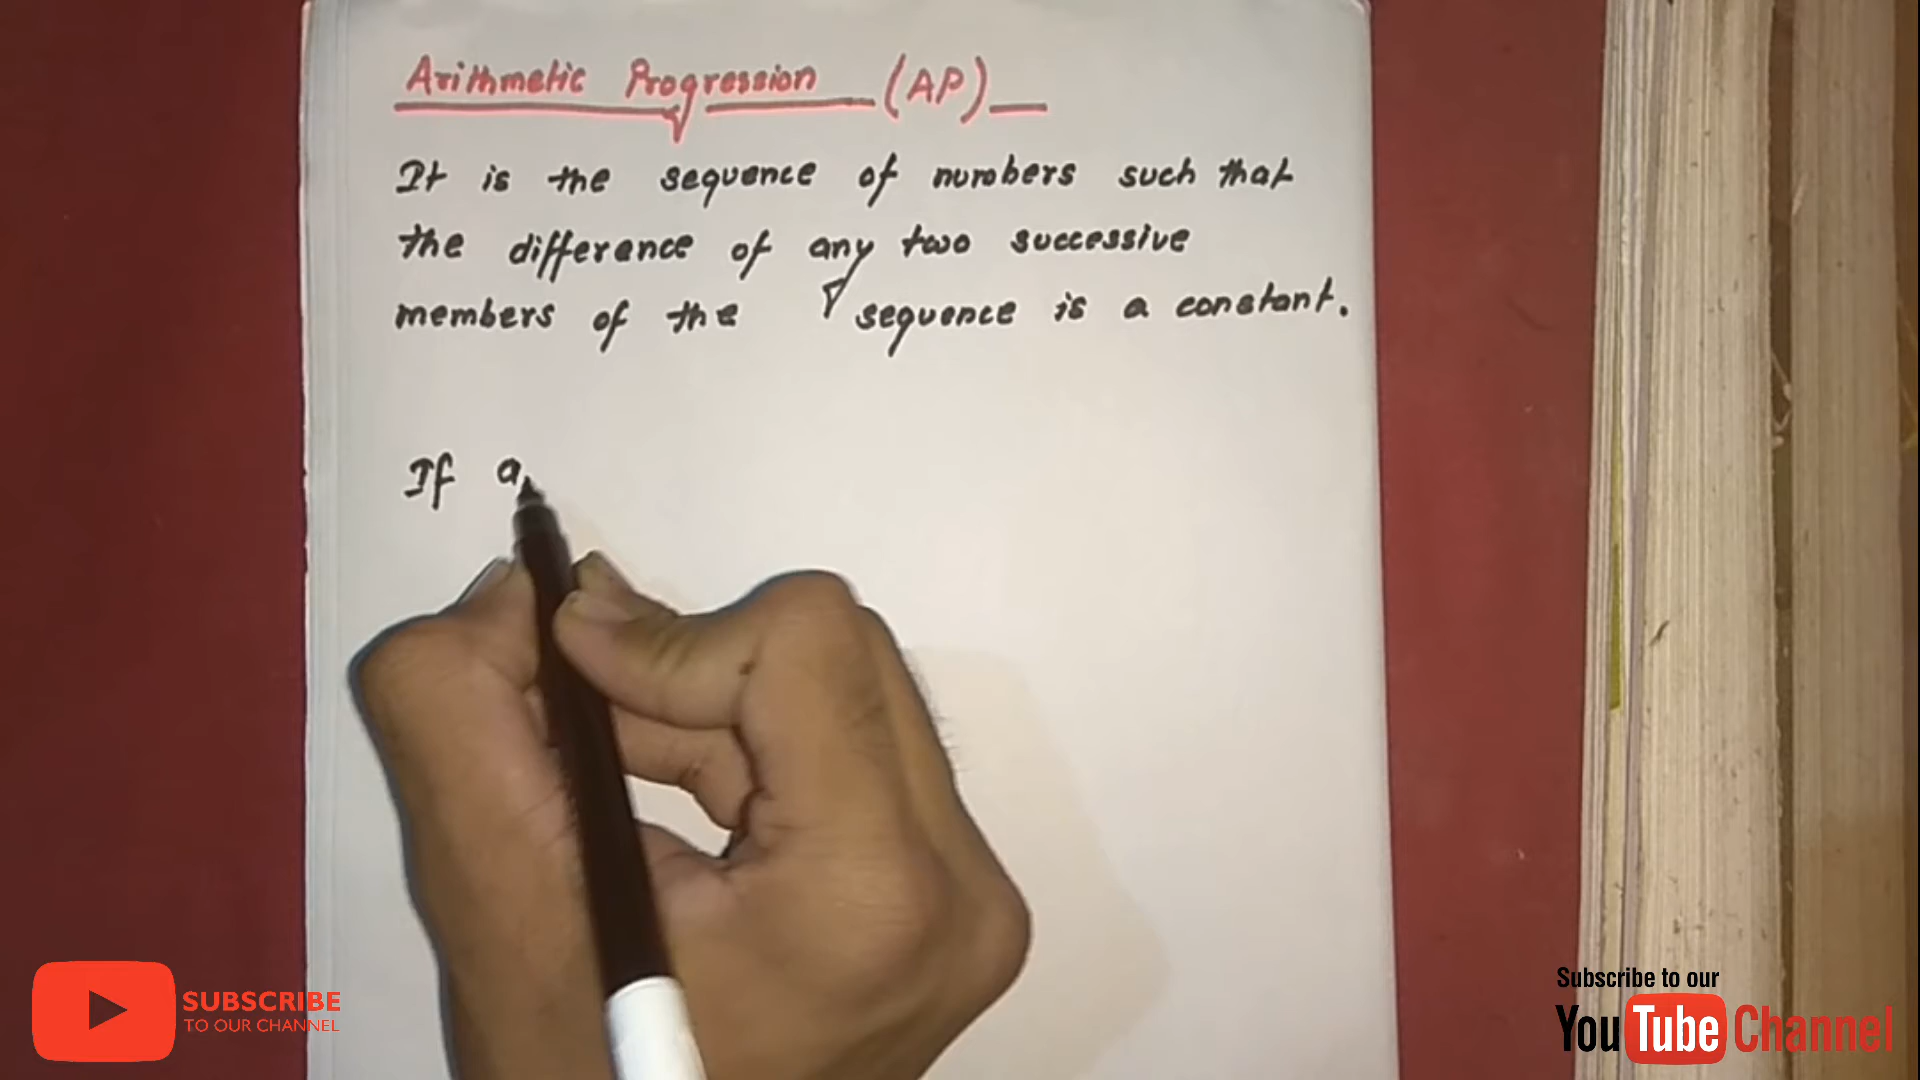 Arithmetic Progression (AP)
It is the sequence of numbers such that
the difference of any two successive
members of the sequence is a constant.
If a
SUBSCRIBE
TO OUR CHANNEL
Subscribe to our
YouTube Channel